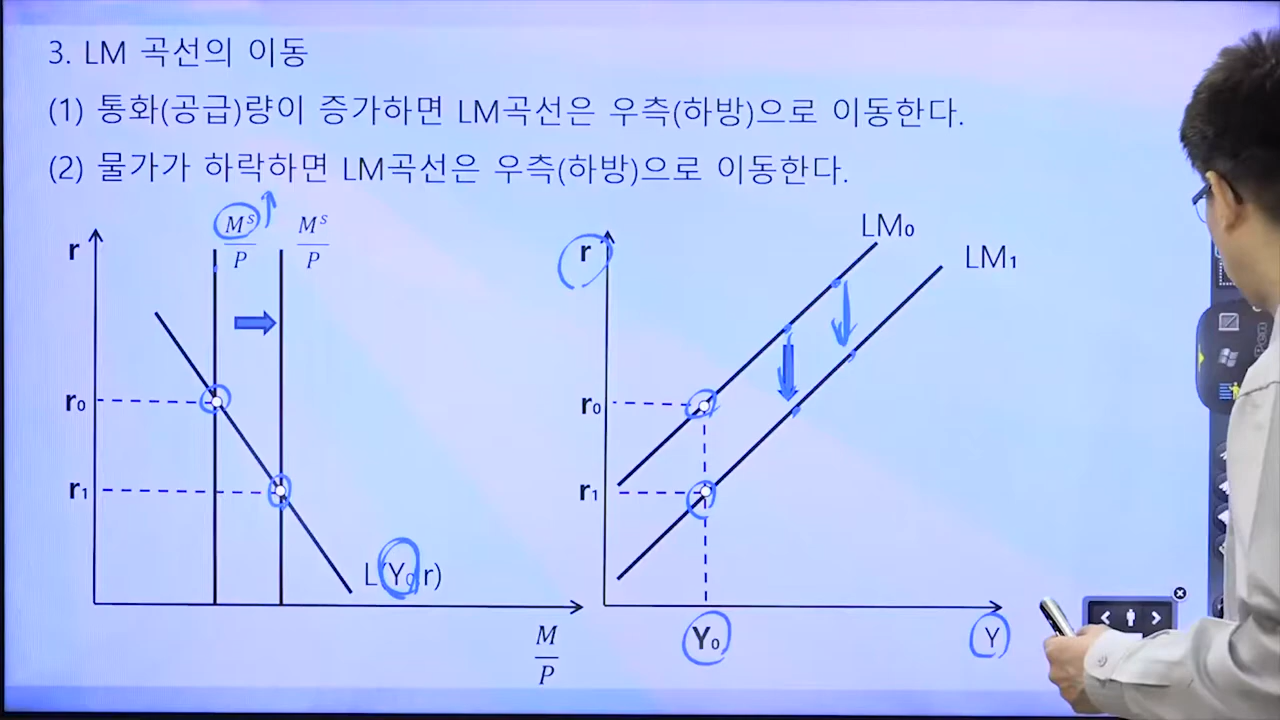 3. LM 곡선의 이동
(1) 통화(공급)량이 증가하면 LM곡선은 우측(하방)으로 이동한다.
(2) 물가가 하락하면 LM곡선은 우측(하방)으로 이동한다.
Mˢ/P Mˢ/P
r
r₀
r₁
L(Y₀,r)
M/P
LM₀
LM₁
r
r₀
r₁
Y₀
Y